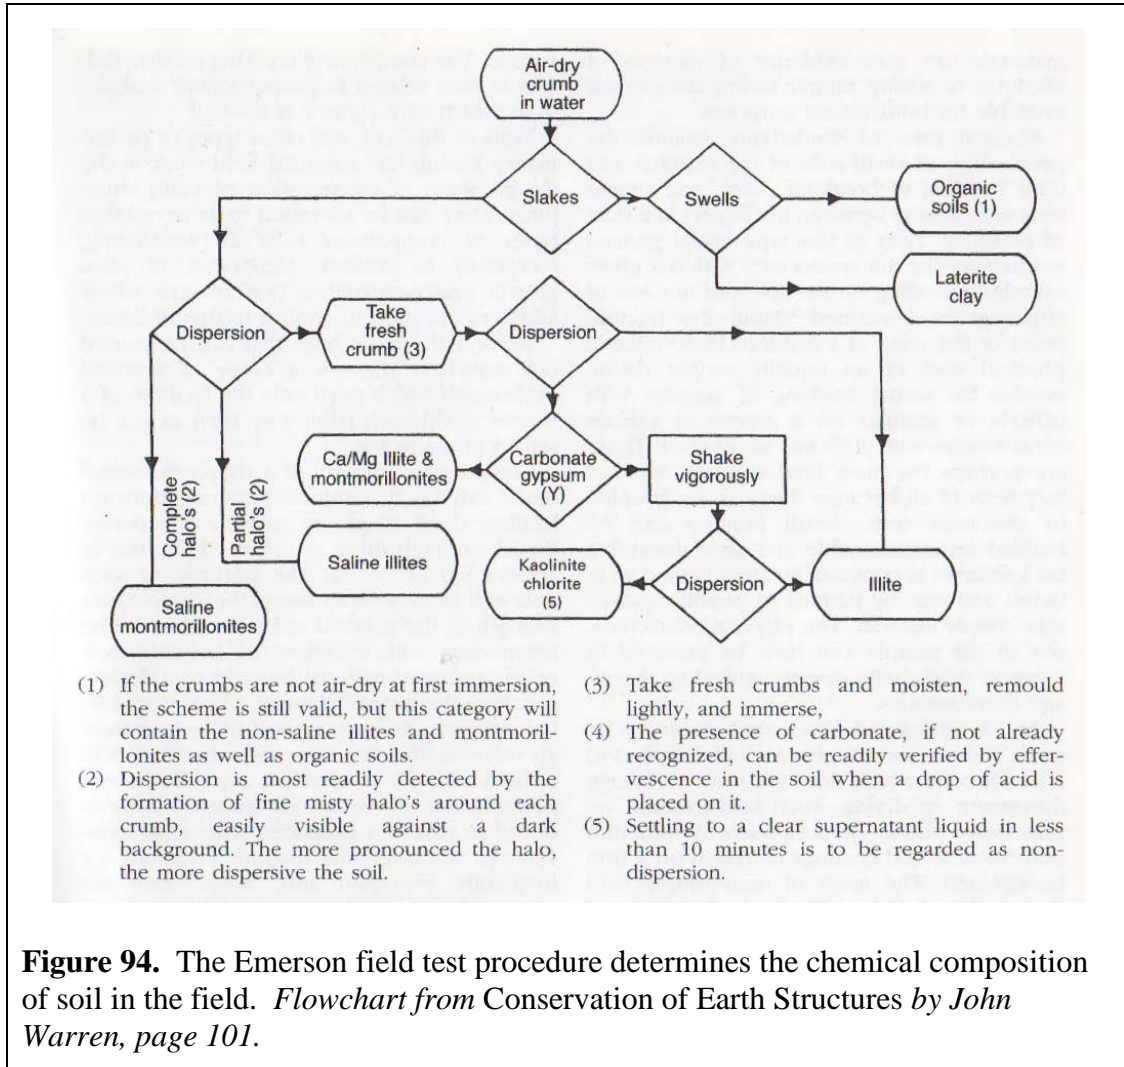 Air-dry
crumb
in water
Slakes
Swells
Organic
soils (1)
Laterite
clay
Dispersion
Take
fresh
crumb (3)
Dispersion
Ca/Mg Illite &
montmorillonites
Carbonate
gypsum
(Y)
Shake
vigorously
Complete
halo's (2)
Partial
halo's (2)
Saline illites
Kaolinite
chlorite
(5)
Dispersion
Illite
Saline
montmorillonites
(1) If the crumbs are not air-dry at first immersion,
the scheme is still valid, but this category will
contain the non-saline illites and montmoril-
lonites as well as organic soils.
(2) Dispersion is most readily detected by the
formation of fine misty halo's around each
crumb, easily visible against a dark
background. The more pronounced the halo,
the more dispersive the soil.
(3) Take fresh crumbs and moisten, remould
lightly, and immerse,
(4) The presence of carbonate, if not already
recognized, can be readily verified by effer-
vescence in the soil when a drop of acid is
placed on it.
(5) Settling to a clear supernatant liquid in less
than 10 minutes is to be regarded as non-
dispersion.
Figure 94. The Emerson field test procedure determines the chemical composition
of soil in the field. Flowchart from Conservation of Earth Structures by John
Warren, page 101.